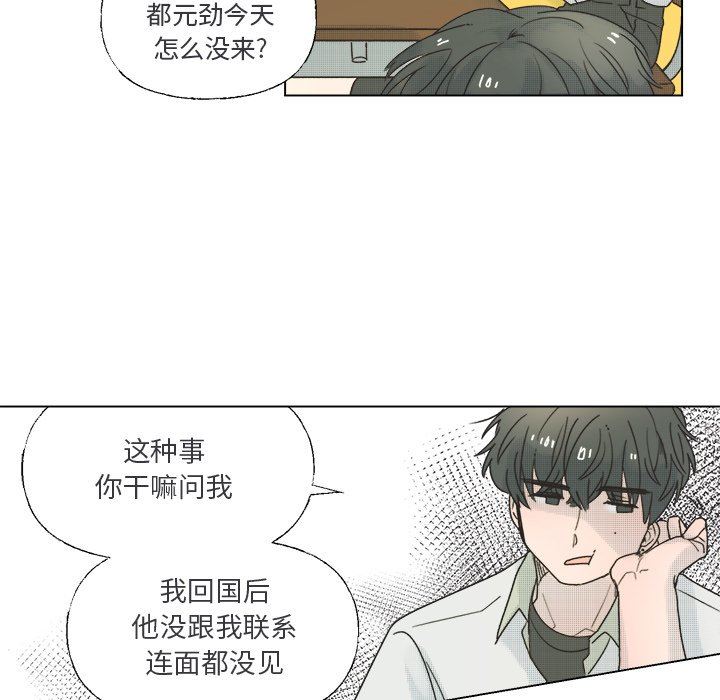 都元劲今天
怎么没来?
这种事
你干嘛问我
我回国后
他没跟我联系
连面都没见